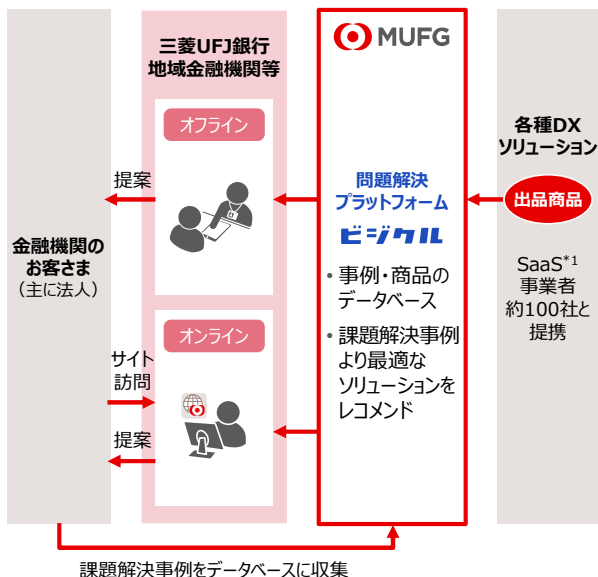 金融機関の
お客さま
（主に法人）
提案
サイト
訪問
提案
三菱UFJ銀行
地域金融機関等
オフライン
オンライン
MUFG
問題解決
プラットフォーム
ビジクル
・事例・商品の
データベース
・課題解決事例
より最適な
ソリューションを
レコメンド
各種DX
ソリューション
出品商品
SaaS*1
事業者
約100社と
提携
課題解決事例をデータベースに収集